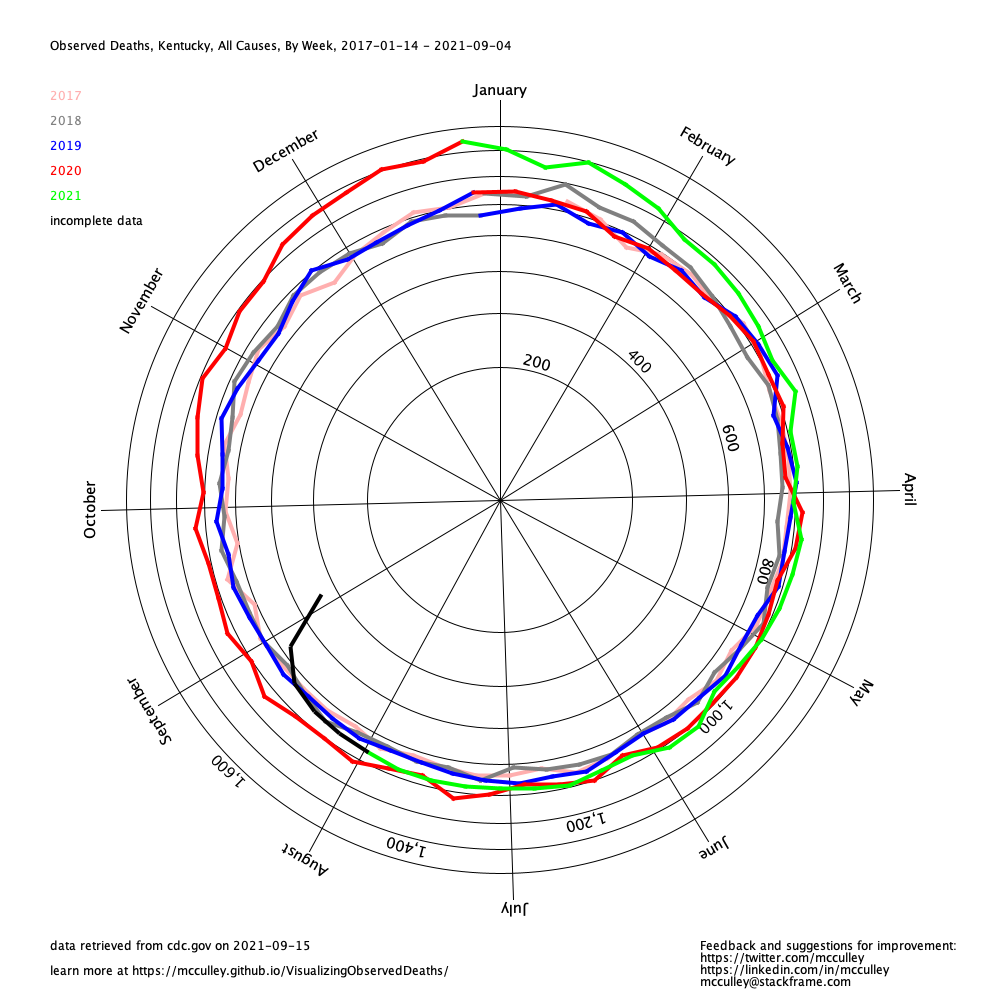 Observed Deaths, Kentucky, All Causes, By Week, 2017-01-14 - 2021-09-04
2017
2018
2019
2020
2021
incomplete data
January
February
March
April
May
June
July
August
September
October
November
December
200
400
600
800
1,000
1,200
1,400
1,600
data retrieved from cdc.gov on 2021-09-15
learn more at https://mcculley.github.io/VisualizingObservedDeaths/
Feedback and suggestions for improvement:
https://twitter.com/mcculley
https://linkedin.com/in/mcculley
mcculley@stackframe.com